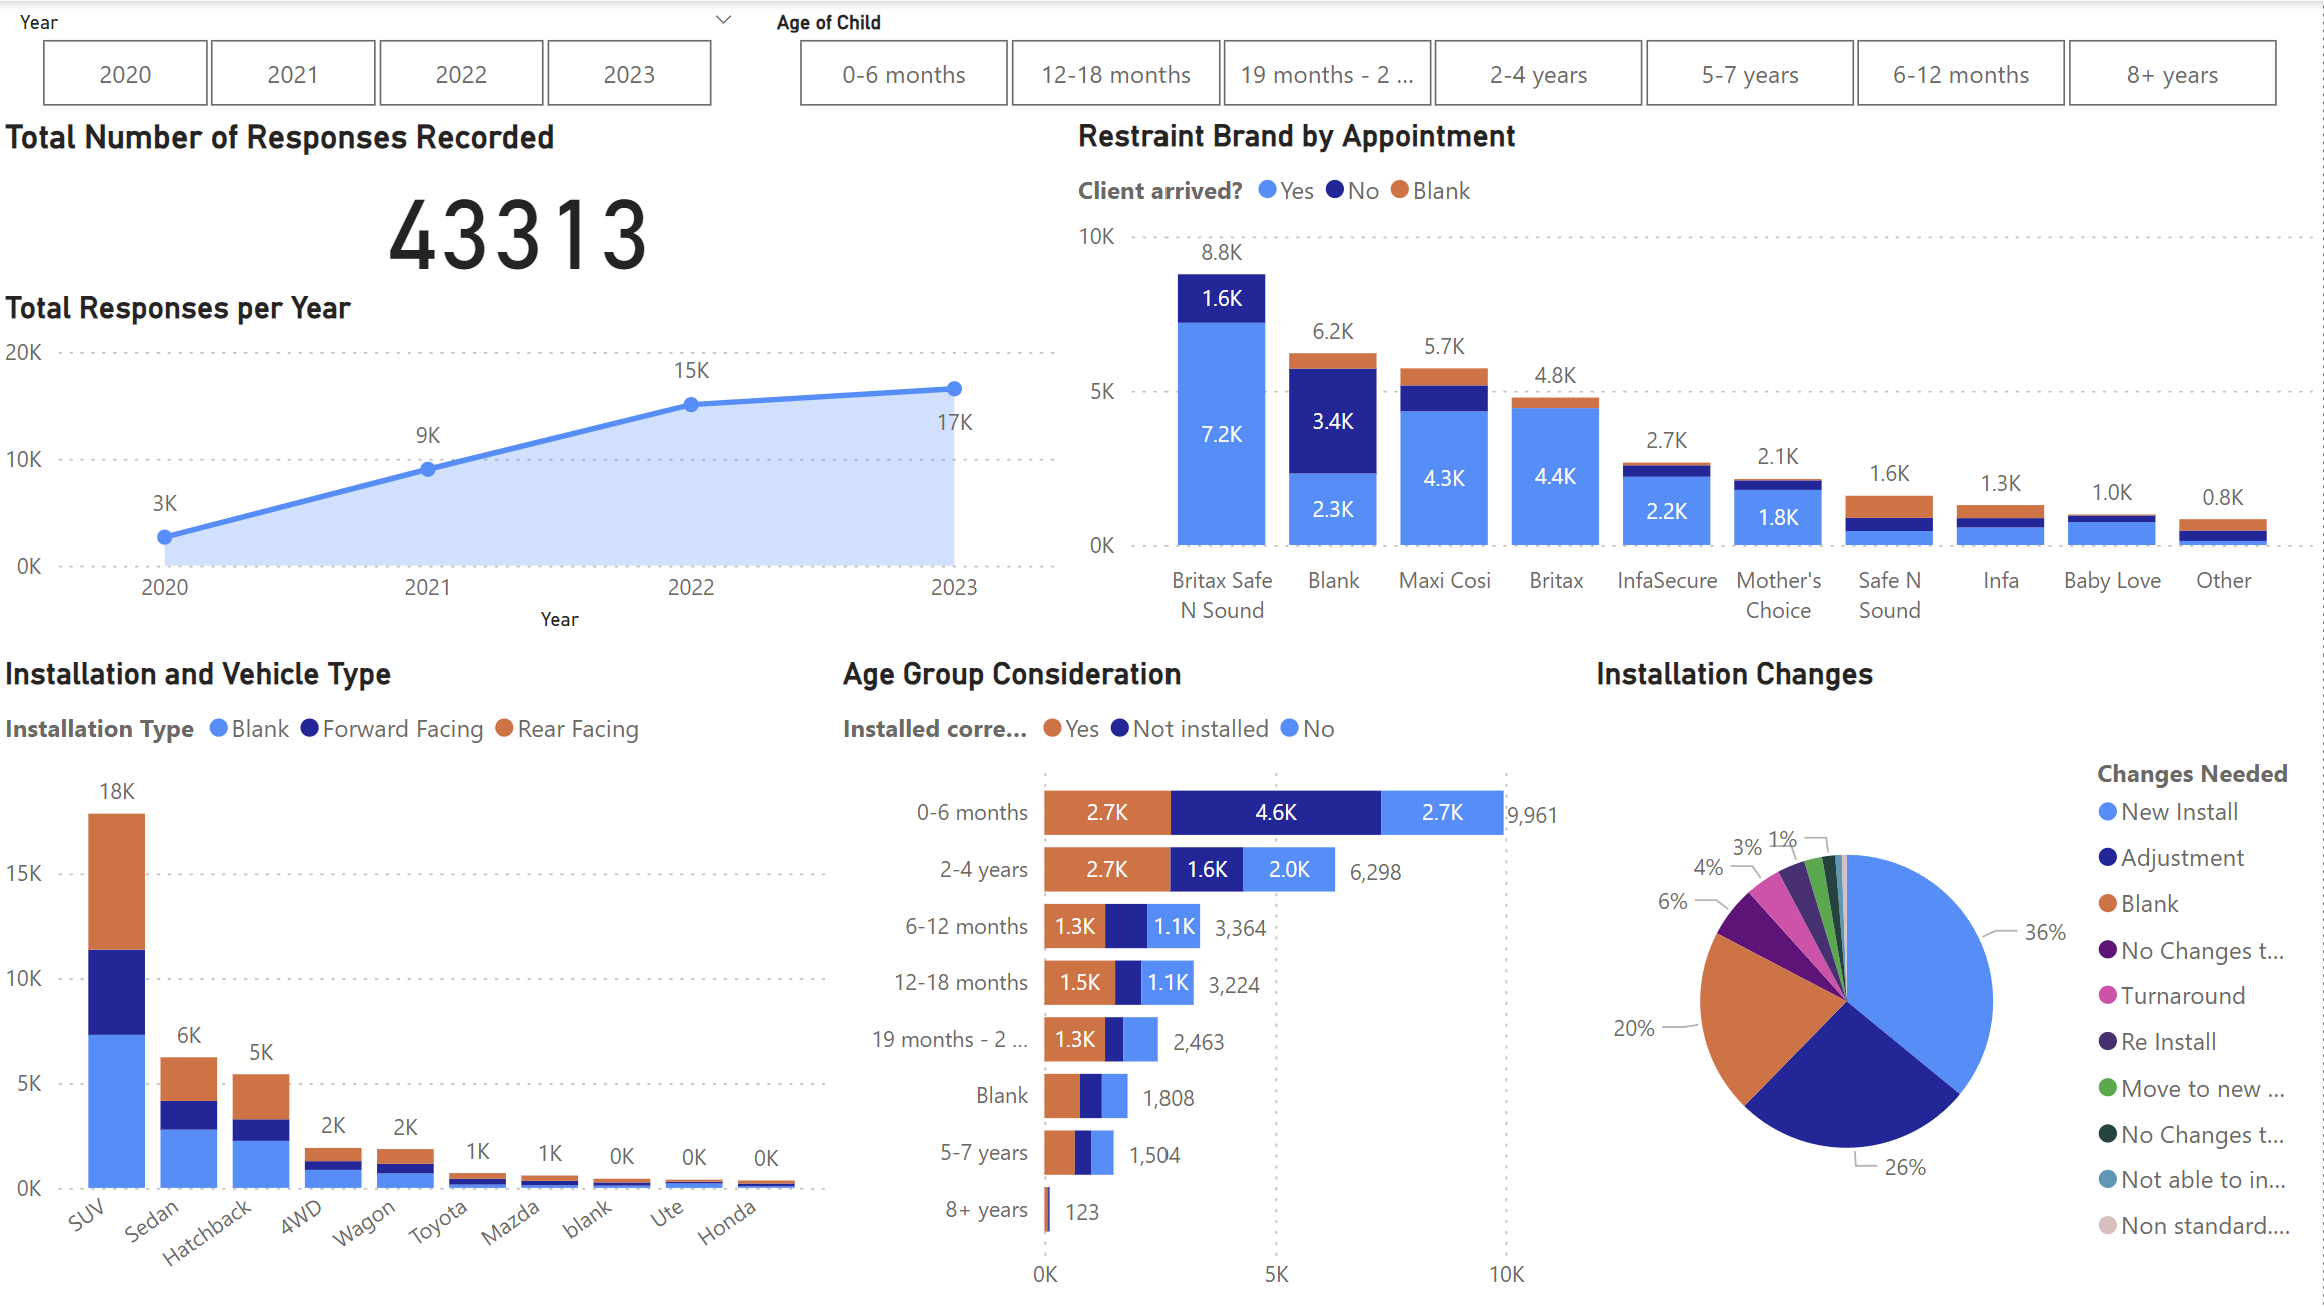 Year
Age of Child
2020
2021
2022
2023
0-6 months
12-18 months
19 months - 2 ...
2-4 years
5-7 years
6-12 months
8+ years
Total Number of Responses Recorded
43313
Total Responses per Year
20K
10K
0K
3K
9K
15K
17K
2020
2021
2022
2023
Year
Restraint Brand by Appointment
Client arrived? Yes No Blank
10K
5K
0K
8.8K
1.6K
7.2K
6.2K
3.4K
2.3K
5.7K
4.3K
4.8K
4.4K
2.7K
2.2K
2.1K
1.8K
1.6K
1.3K
1.0K
0.8K
Britax Safe
N Sound
Blank
Maxi Cosi
Britax
InfaSecure
Mother's
Choice
Safe N
Sound
Infa
Baby Love
Other
Installation and Vehicle Type
Installation Type Blank Forward Facing Rear Facing
15K
10K
5K
0K
18K
6K
5K
2K
2K
1K
1K
0K
0K
0K
SUV
Sedan
Hatchback
4WD
Wagon
Toyota
Mazda
blank
Ute
Honda
Age Group Consideration
Installed corre... Yes Not installed No
0-6 months 2.7K 4.6K 2.7K 9,961
2-4 years 2.7K 1.6K 2.0K 6,298
6-12 months 1.3K 1.1K 3,364
12-18 months 1.5K 1.1K 3,224
19 months - 2 ... 1.3K 2,463
Blank 1,808
5-7 years 1,504
8+ years 123
0K 5K 10K
Installation Changes
36%
26%
20%
6%
4%
3%
1%
Changes Needed
New Install
Adjustment
Blank
No Changes t...
Turnaround
Re Install
Move to new ...
No Changes t...
Not able to in...
Non standard....